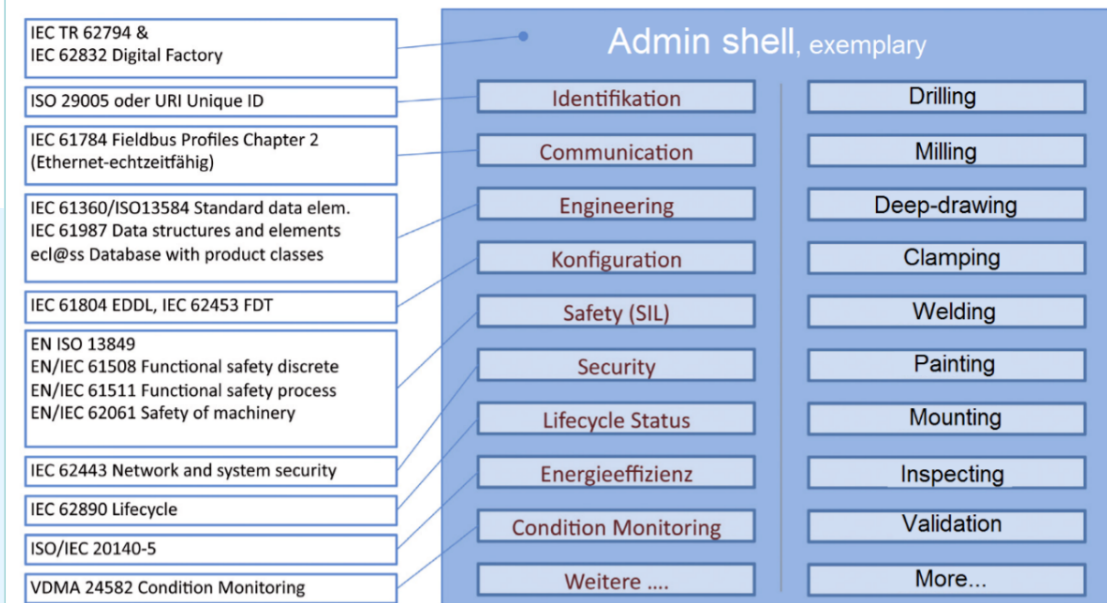 IEC TR 62794 &
IEC 62832 Digital Factory
ISO 29005 oder URI Unique ID
IEC 61784 Fieldbus Profiles Chapter 2
(Ethernet-echtzeitfähig)
IEC 61360/ISO13584 Standard data elem.
IEC 61987 Data structures and elements
ecl@ss Database with product classes
IEC 61804 EDDL, IEC 62453 FDT
EN ISO 13849
EN/IEC 61508 Functional safety discrete
EN/IEC 61511 Functional safety process
EN/IEC 62061 Safety of machinery
IEC 62443 Network and system security
IEC 62890 Lifecycle
ISO/IEC 20140-5
VDMA 24582 Condition Monitoring
Admin shell, exemplary
Identifikation
Communication
Engineering
Konfiguration
Safety (SIL)
Security
Lifecycle Status
Energieeffizienz
Condition Monitoring
Weitere ....
Drilling
Milling
Deep-drawing
Clamping
Welding
Painting
Mounting
Inspecting
Validation
More...